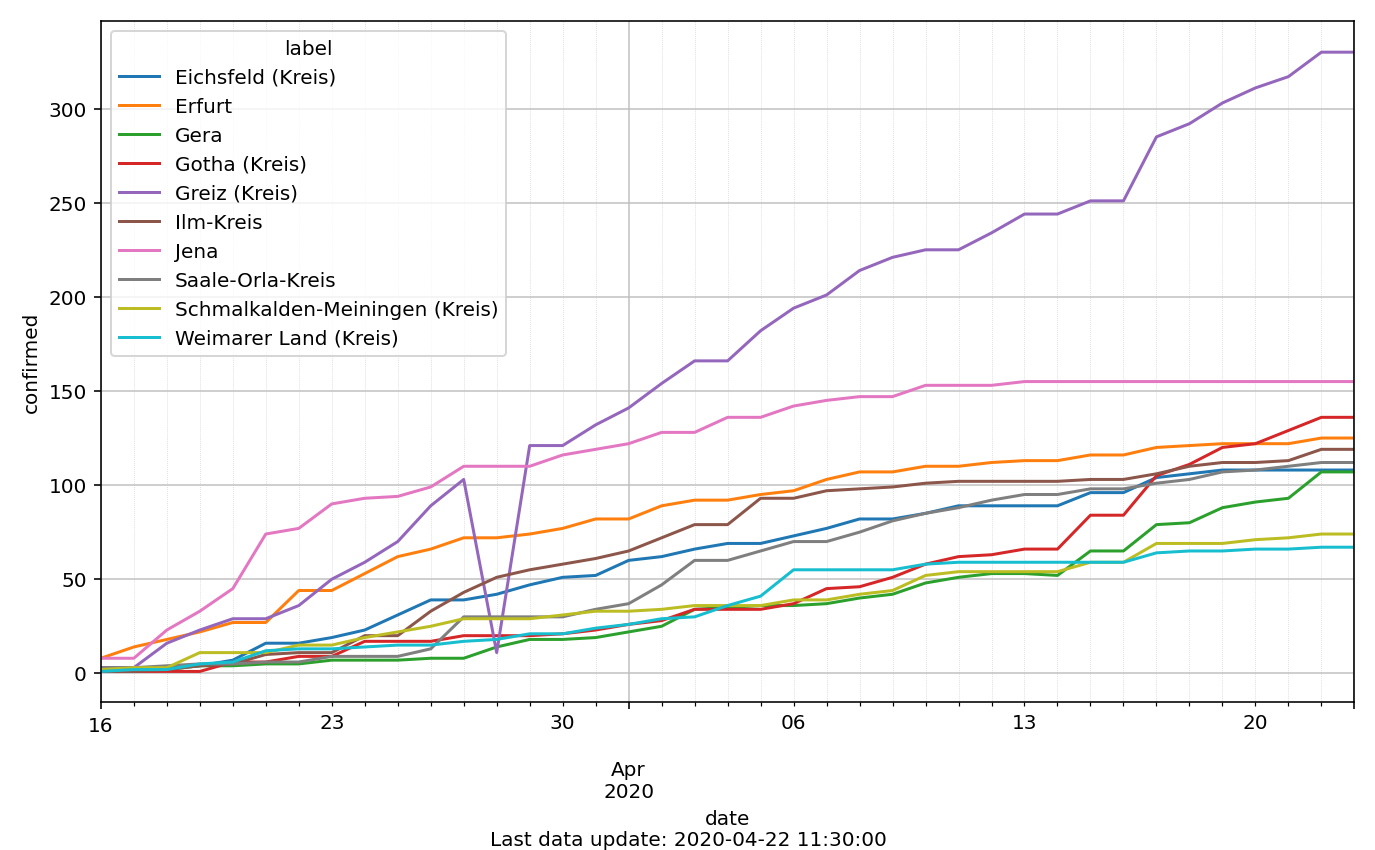 label
Eichsfeld (Kreis)
Erfurt
Gera
Gotha (Kreis)
Greiz (Kreis)
Ilm-Kreis
Jena
Saale-Orla-Kreis
Schmalkalden-Meiningen (Kreis)
Weimarer Land (Kreis)
confirmed
300
250
200
150
100
50
0
16 23 30 06 13 20
Apr
2020
date
Last data update: 2020-04-22 11:30:00